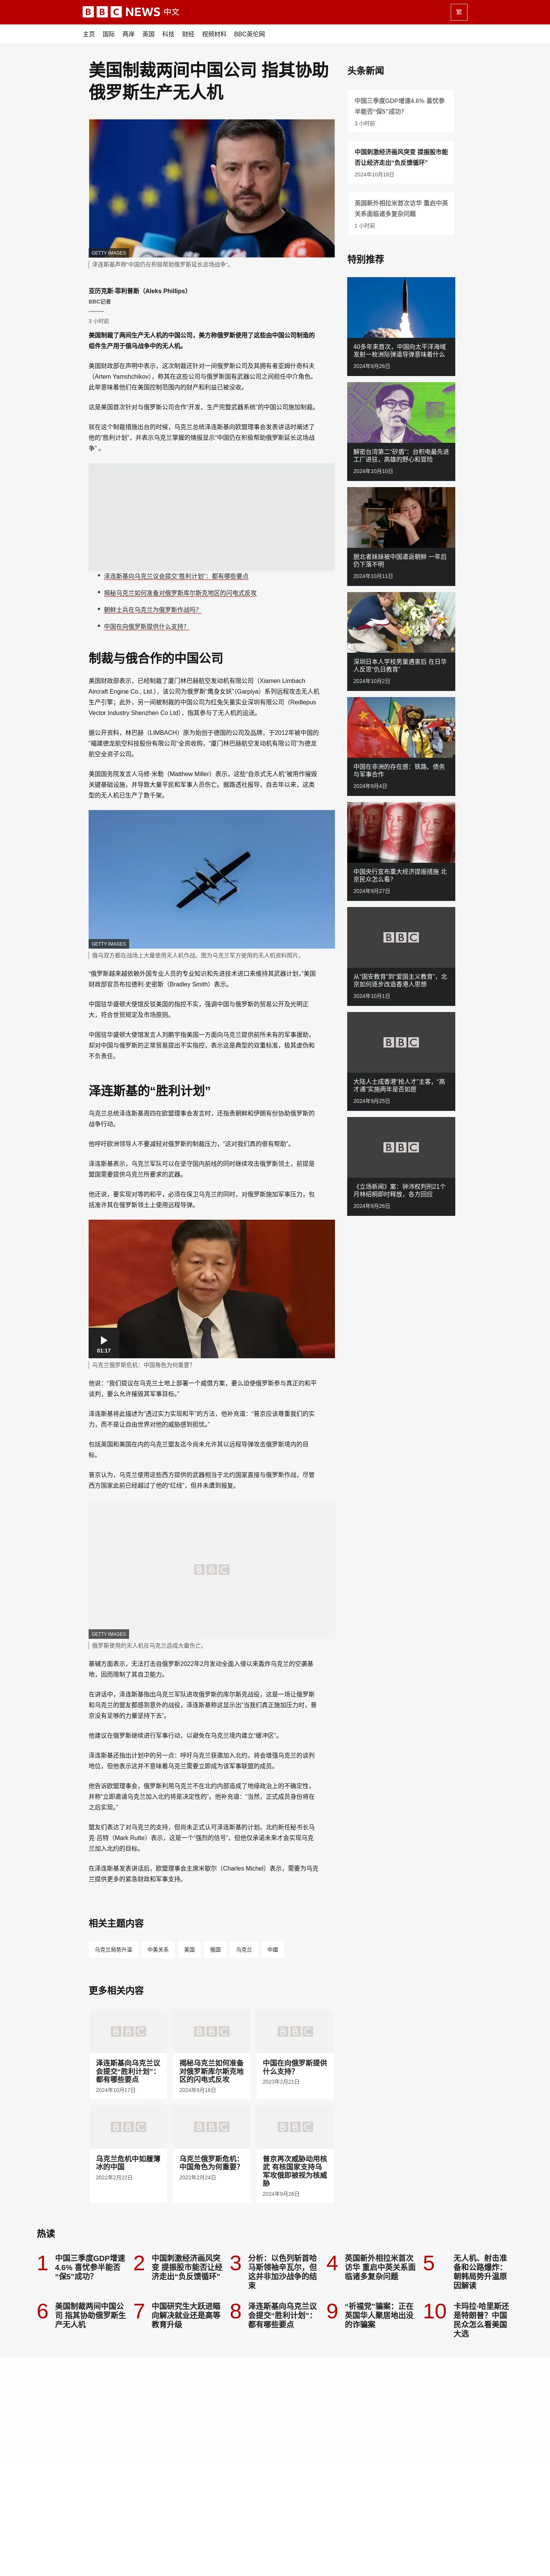 BBC NEWS 中文
繁
主页 国际 两岸 英国 科技 财经 视频材料 BBC英伦网
美国制裁两间中国公司 指其协助
俄罗斯生产无人机
GETTY IMAGES
泽连斯基声称“中国仍在积极帮助俄罗斯延长这场战争”。
亚历克斯·菲利普斯（Aleks Phillips）
BBC记者
3 小时前
美国制裁了两间生产无人机的中国公司，美方称俄罗斯使用了这些由中国公司制造的
组件生产用于俄乌战争中的无人机。
美国财政部在声明中表示，这次制裁还针对一间俄罗斯公司及其拥有者亚姆什奇科夫
（Artem Yamshchikov），称其在这些公司与俄罗斯国有武器公司之间担任中介角色。
此举意味着他们在美国控制范围内的财产和利益已被没收。
这是美国首次针对与俄罗斯公司合作“开发、生产完整武器系统”的中国公司施加制裁。
就在这个制裁措施出台的时候，乌克兰总统泽连斯基向欧盟理事会发表讲话时阐述了
他的“胜利计划”，并表示乌克兰掌握的情报显示“中国仍在积极帮助俄罗斯延长这场战
争” 。
泽连斯基向乌克兰议会提交“胜利计划”：都有哪些要点
揭秘乌克兰如何准备对俄罗斯库尔斯克地区的闪电式反攻
朝鲜士兵在乌克兰为俄罗斯作战吗？
中国在向俄罗斯提供什么支持？
制裁与俄合作的中国公司
美国财政部表示，已经制裁了厦门林巴赫航空发动机有限公司（Xiamen Limbach
Aircraft Engine Co., Ltd.），该公司为俄罗斯“鹰身女妖”（Garpiya）系列远程攻击无人机
生产引擎；此外，另一间被制裁的中国公司为红兔矢量实业深圳有限公司（Redlepus
Vector Industry Shenzhen Co Ltd），指其参与了无人机的运送。
据公开资料，林巴赫（LIMBACH）原为始创于德国的公司及品牌，于2012年被中国的
“福建德龙航空科技股份有限公司”全资收购，“厦门林巴赫航空发动机有限公司”为德龙
航空全资子公司。
美国国务院发言人马修·米勒（Matthew Miller）表示，这些“自杀式无人机”被用作摧毁
关键基础设施，并导致大量平民和军事人员伤亡。据路透社报导，自去年以来，这类
型的无人机已生产了数千架。
GETTY IMAGES
俄乌双方都在战场上大量使用无人机作战。图为乌克兰军方使用的无人机资料照片。
“俄罗斯越来越依赖外国专业人员的专业知识和先进技术进口来维持其武器计划，”美国
财政部官员布拉德利·史密斯（Bradley Smith）表示。
中国驻华盛顿大使馆反驳美国的指控不实，强调中国与俄罗斯的贸易公开及光明正
大，符合世贸规定及市场原则。
中国驻华盛顿大使馆发言人刘鹏宇指美国一方面向乌克兰提供前所未有的军事援助，
却对中国与俄罗斯的正常贸易提出不实指控，表示这是典型的双重标准，极其虚伪和
不负责任。
泽连斯基的“胜利计划”
乌克兰总统泽连斯基周四在欧盟理事会发言时，还指责朝鲜和伊朗有份协助俄罗斯的
战争行动。
他呼吁欧洲领导人不要减轻对俄罗斯的制裁压力，“这对我们真的很有帮助”。
泽连斯基表示，乌克兰军队可以在坚守国内前线的同时继续攻击俄罗斯领土，前提是
盟国需要提供乌克兰所要求的武器。
他还说，要实现对等的和平，必须在保卫乌克兰的同时，对俄罗斯施加军事压力，包
括准许其在俄罗斯领土上使用远程导弹。
01:17
乌克兰俄罗斯危机：中国角色为何重要？
他说：“我们提议在乌克兰土地上部署一个威慑方案，要么迫使俄罗斯参与真正的和平
谈判，要么允许摧毁其军事目标。”
泽连斯基将此描述为“透过实力实现和平”的方法，他补充道：“普京应该尊重我们的实
力，而不是让自由世界对他的威胁感到担忧。”
包括英国和美国在内的乌克兰盟友迄今尚未允许其以远程导弹攻击俄罗斯境内的目
标。
普京认为，乌克兰使用这些西方提供的武器相当于北约国家直接与俄罗斯作战，尽管
西方国家此前已经越过了他的“红线”，但并未遭到报复。
BBC
GETTY IMAGES
俄罗斯使用的无人机在乌克兰造成大量伤亡。
基辅方面表示，无法打击自俄罗斯2022年2月发动全面入侵以来轰炸乌克兰的空袭基
地，因而限制了其自卫能力。
在讲话中，泽连斯基指出乌克兰军队进攻俄罗斯的库尔斯克战役，这是一场让俄罗斯
和乌克兰的盟友都感到意外的战役，泽连斯基称这显示出“当我们真正施加压力时，普
京没有足够的力量坚持下去”。
他建议在俄罗斯继续进行军事行动，以避免在乌克兰境内建立“缓冲区”。
泽连斯基还指出计划中的另一点：呼吁乌克兰获邀加入北约，将会增强乌克兰的谈判
地位，但他表示这并不意味着乌克兰需要立即成为该军事联盟的成员。
他告诉欧盟理事会，俄罗斯利用乌克兰不在北约内部造成了地缘政治上的不确定性，
并称“立即邀请乌克兰加入北约将是决定性的”。他补充道：“当然，正式成员身份将在
之后实现。”
盟友们表达了对乌克兰的支持，但尚未正式认可泽连斯基的计划。北约新任秘书长马
克·吕特（Mark Rutte）表示，这是一个“强烈的信号”，但他仅承诺未来才会实现乌克
兰加入北约的目标。
在泽连斯基发表讲话后，欧盟理事会主席米歇尔（Charles Michel）表示，需要为乌克
兰提供更多的紧急财政和军事支持。
相关主题内容
乌克兰局势升温 中美关系 美国 俄国 乌克兰 中國
更多相关内容
BBC
泽连斯基向乌克兰议
会提交“胜利计划”：
都有哪些要点
2024年10月17日
BBC
揭秘乌克兰如何准备
对俄罗斯库尔斯克地
区的闪电式反攻
2024年8月16日
BBC
中国在向俄罗斯提供
什么支持？
2023年2月21日
BBC
乌克兰危机中如履薄
冰的中国
2022年2月22日
BBC
乌克兰俄罗斯危机：
中国角色为何重要？
2022年2月24日
BBC
普京再次威胁动用核
武 有核国家支持乌
军攻俄即被视为核威
胁
2024年9月26日
头条新闻
中国三季度GDP增速4.6% 喜忧参
半能否“保5”成功？
3 小时前
中国刺激经济画风突变 提振股市能
否让经济走出“负反馈循环”
2024年10月18日
英国新外相拉米首次访华 重启中英
关系面临诸多复杂问题
1 小时前
特别推荐
40多年来首次，中国向太平洋海域
发射一枚洲际弹道导弹意味着什么
2024年9月26日
解密台湾第二“矽盾”：台积电最先进
工厂进驻，高雄的野心和冒险
2024年10月10日
脱北者妹妹被中国遣返朝鲜 一年后
仍下落不明
2024年10月11日
深圳日本人学校男童遇害后 在日华
人反思“仇日教育”
2024年10月2日
中国在非洲的存在感：铁路、债务
与军事合作
2024年9月4日
中国央行宣布重大经济提振措施 北
京民众怎么看？
2024年9月27日
BBC
从“国安教育”到“爱国主义教育”，北
京如何逐步改造香港人思想
2024年10月1日
BBC
大陆人士成香港“抢人才”主客，“高
才通”实施两年是否如愿
2024年9月25日
BBC
《立场新闻》案：钟沛权判刑21个
月林绍桐即时释放，各方回应
2024年9月26日
热读
1 中国三季度GDP增速
4.6% 喜忧参半能否
“保5”成功？
2 中国刺激经济画风突
变 提振股市能否让经
济走出“负反馈循环”
3 分析：以色列斩首哈
马斯领袖辛瓦尔，但
这并非加沙战争的结
束
4 英国新外相拉米首次
访华 重启中英关系面
临诸多复杂问题
5 无人机、射击准
备和公路爆炸：
朝韩局势升温原
因解读
6 美国制裁两间中国公
司 指其协助俄罗斯生
产无人机
7 中国研究生大跃进瞄
向解决就业还是高等
教育升级
8 泽连斯基向乌克兰议
会提交“胜利计划”：
都有哪些要点
9 “祈福党”骗案：正在
英国华人聚居地出没
的诈骗案
10 卡玛拉·哈里斯还
是特朗普？中国
民众怎么看美国
大选